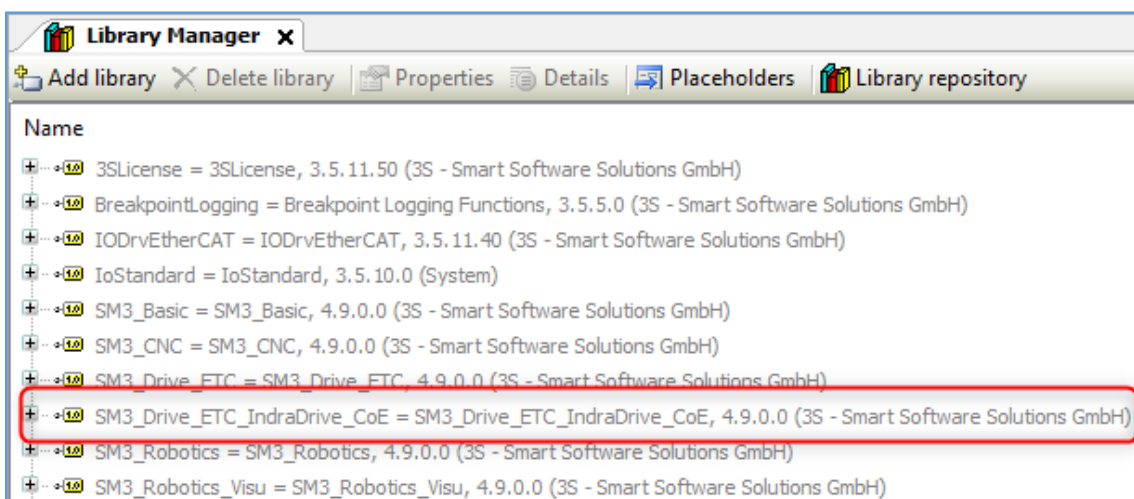 Library Manager
Add library Delete library Properties Details Placeholders Library repository
Name
3SLicense = 3SLicense, 3.5.11.50 (3S - Smart Software Solutions GmbH)
BreakpointLogging = Breakpoint Logging Functions, 3.5.5.0 (3S - Smart Software Solutions GmbH)
IODrvEtherCAT = IODrvEtherCAT, 3.5.11.40 (3S - Smart Software Solutions GmbH)
IoStandard = IoStandard, 3.5.10.0 (System)
SM3_Basic = SM3_Basic, 4.9.0.0 (3S - Smart Software Solutions GmbH)
SM3_CNC = SM3_CNC, 4.9.0.0 (3S - Smart Software Solutions GmbH)
SM3_Drive_ETC = SM3_Drive_ETC, 4.9.0.0 (3S - Smart Software Solutions GmbH)
SM3_Drive_ETC_IndraDrive_CoE = SM3_Drive_ETC_IndraDrive_CoE, 4.9.0.0 (3S - Smart Software Solutions GmbH)
SM3_Robotics = SM3_Robotics, 4.9.0.0 (3S - Smart Software Solutions GmbH)
SM3_Robotics_Visu = SM3_Robotics_Visu, 4.9.0.0 (3S - Smart Software Solutions GmbH)